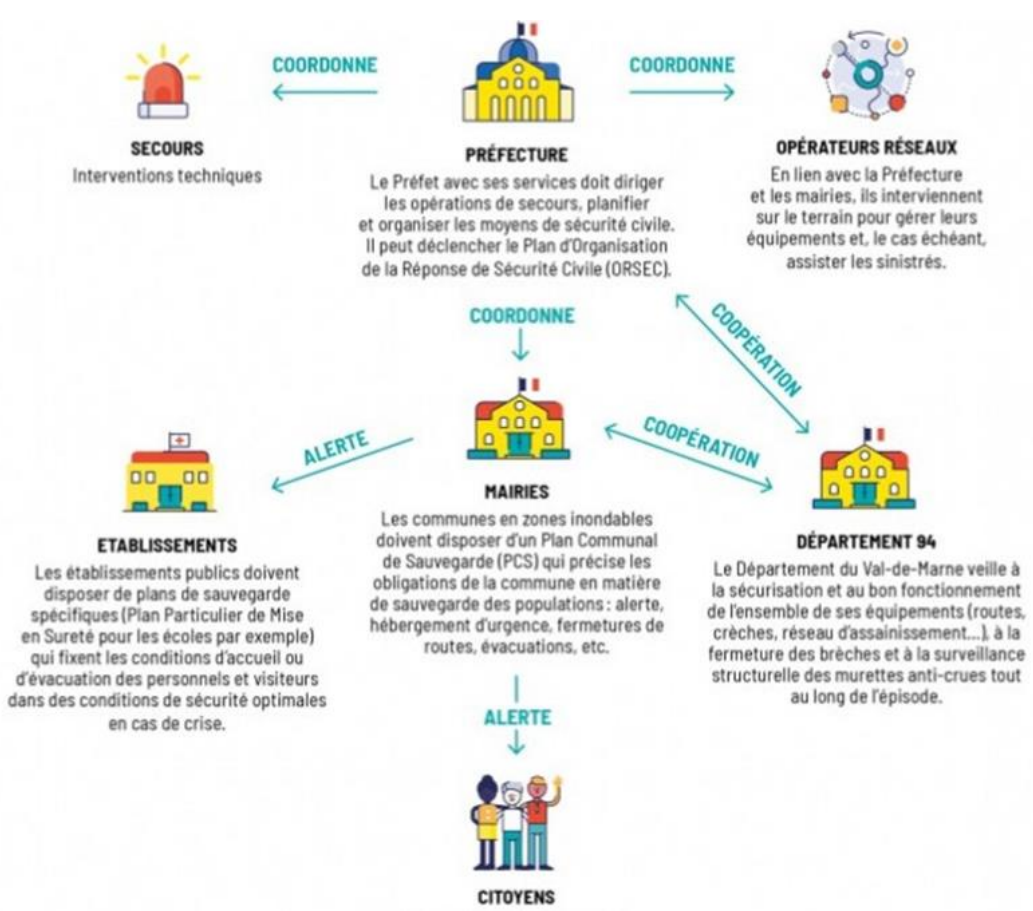 COORDONNE
COORDONNE
SECOURS
Interventions techniques
PRÉFECTURE
Le Préfet avec ses services doit diriger
les opérations de secours, planifier
et organiser les moyens de sécurité civile.
Il peut déclencher le Plan d'Organisation
de la Réponse de Sécurité Civile (ORSEC).
OPÉRATEURS RÉSEAUX
En lien avec la Préfecture
et les mairies, ils interviennent
sur le terrain pour gérer leurs
équipements et, le cas échéant,
assister les sinistrés.
COORDONNE
COOPÉRATION
ALERTE
COOPÉRATION
ETABLISSEMENTS
Les établissements publics doivent
disposer de plans de sauvegarde
spécifiques (Plan Particulier de Mise
en Sureté pour les écoles par exemple)
qui fixent les conditions d'accueil ou
d'évacuation des personnels et visiteurs
dans des conditions de sécurité optimales
en cas de crise.
MAIRIES
Les communes en zones inondables
doivent disposer d'un Plan Communal
de Sauvegarde (PCS) qui précise les
obligations de la commune en matière
de sauvegarde des populations : alerte,
hébergement d'urgence, fermetures de
routes, évacuations, etc.
DÉPARTEMENT 94
Le Département du Val-de-Marne veille à
la sécurisation et au bon fonctionnement
de l'ensemble de ses équipements (routes,
crèches, réseau d'assainissement...), à la
fermeture des brèches et à la surveillance
structurelle des murettes anti-crues tout
au long de l'épisode.
ALERTE
CITOYENS